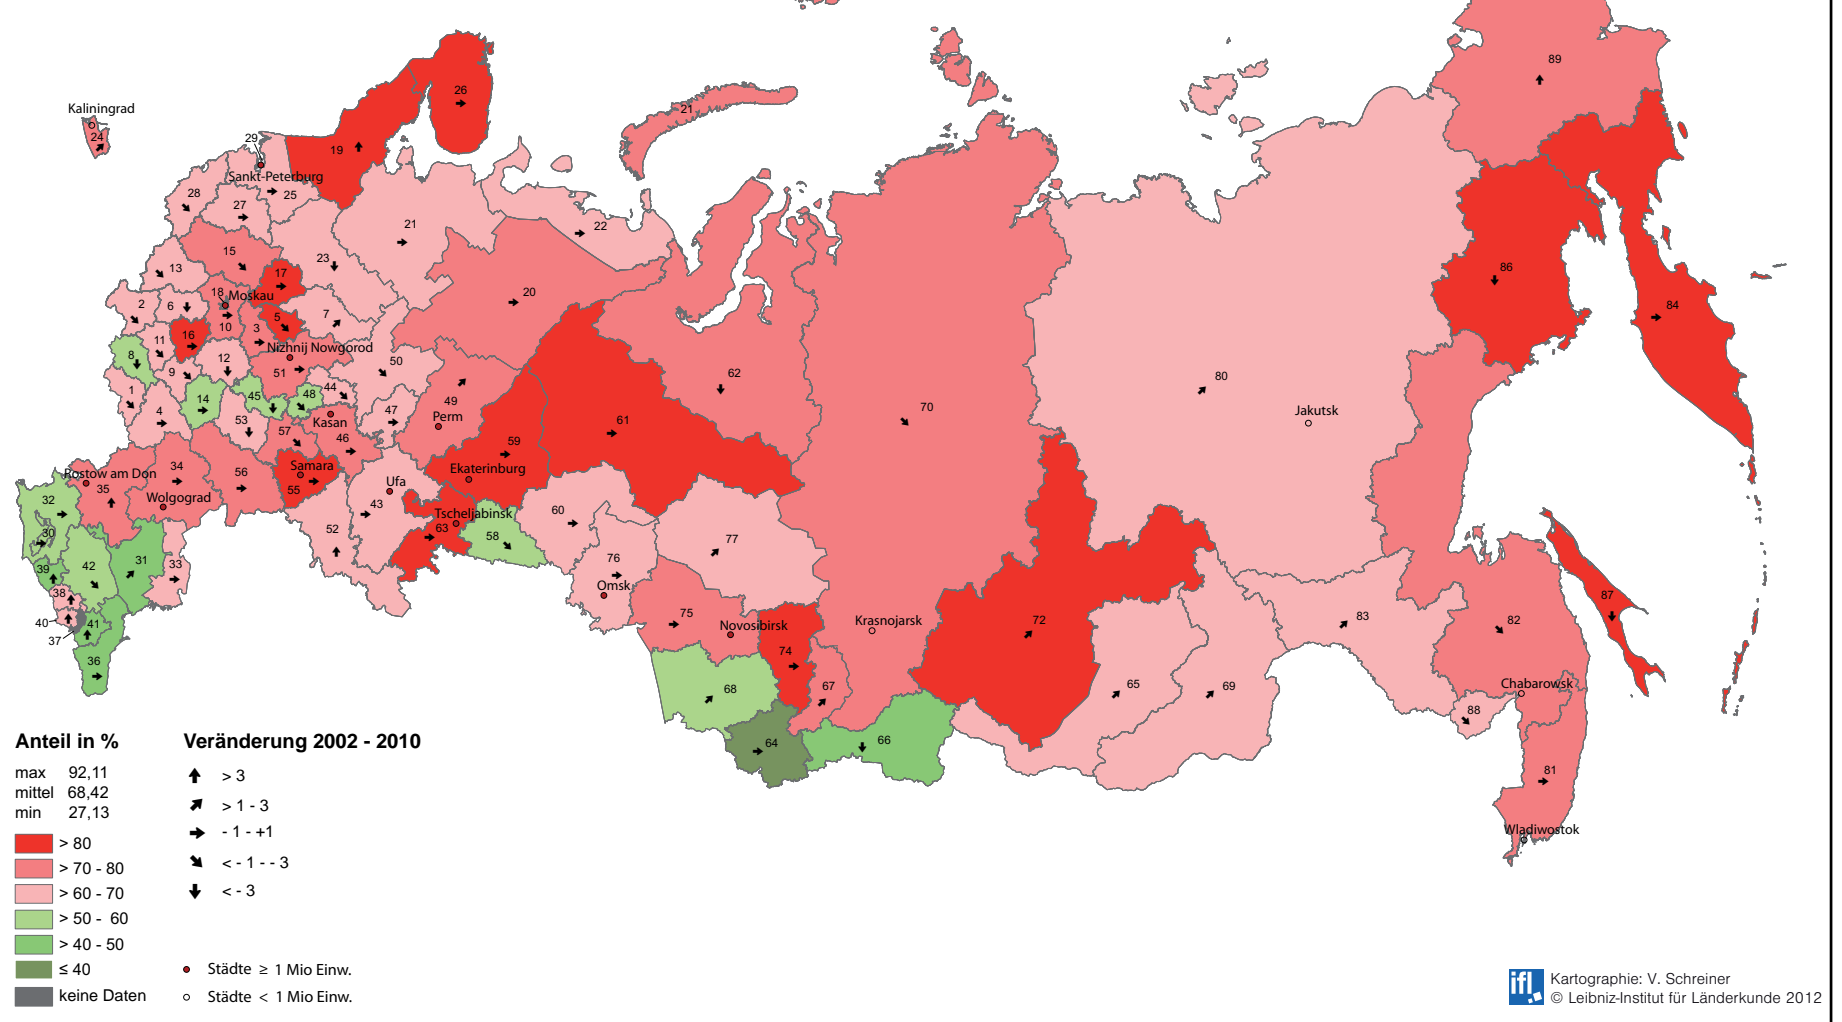 89
26
21
Kaliningrad
24
29
19
Sankt-Peterburg
28
25
27
21
22
15
23
13
17
18
Moskau
2
6
7
20
5
16
10
3
11
Nizhnij Nowgorod
8
12
50
9
51
1
14
45
48
44
4
53
Kasan
47
49
Perm
57
46
62
61
70
80
Jakutsk
86
84
59
Ekaterinburg
Rostow am Don
34
35
Wolgograd
56
Samara
55
Ufa
43
32
30
Tscheljabinsk
63
58
60
52
77
76
Omsk
39
42
31
33
38
40
37
41
36
75
Novosibirsk
Krasnojarsk
74
72
83
82
87
68
67
65
69
Chabarowsk
88
64
66
81
Wladiwostok
Anteil in %
max 92,11
mittel 68,42
min 27,13
> 80
> 70 - 80
> 60 - 70
> 50 - 60
> 40 - 50
≤ 40
keine Daten
Veränderung 2002 - 2010
> 3
> 1 - 3
- 1 - +1
< - 1 - - 3
< - 3
Städte ≥ 1 Mio Einw.
Städte < 1 Mio Einw.
ifl
Kartographie: V. Schreiner
© Leibniz-Institut für Länderkunde 2012